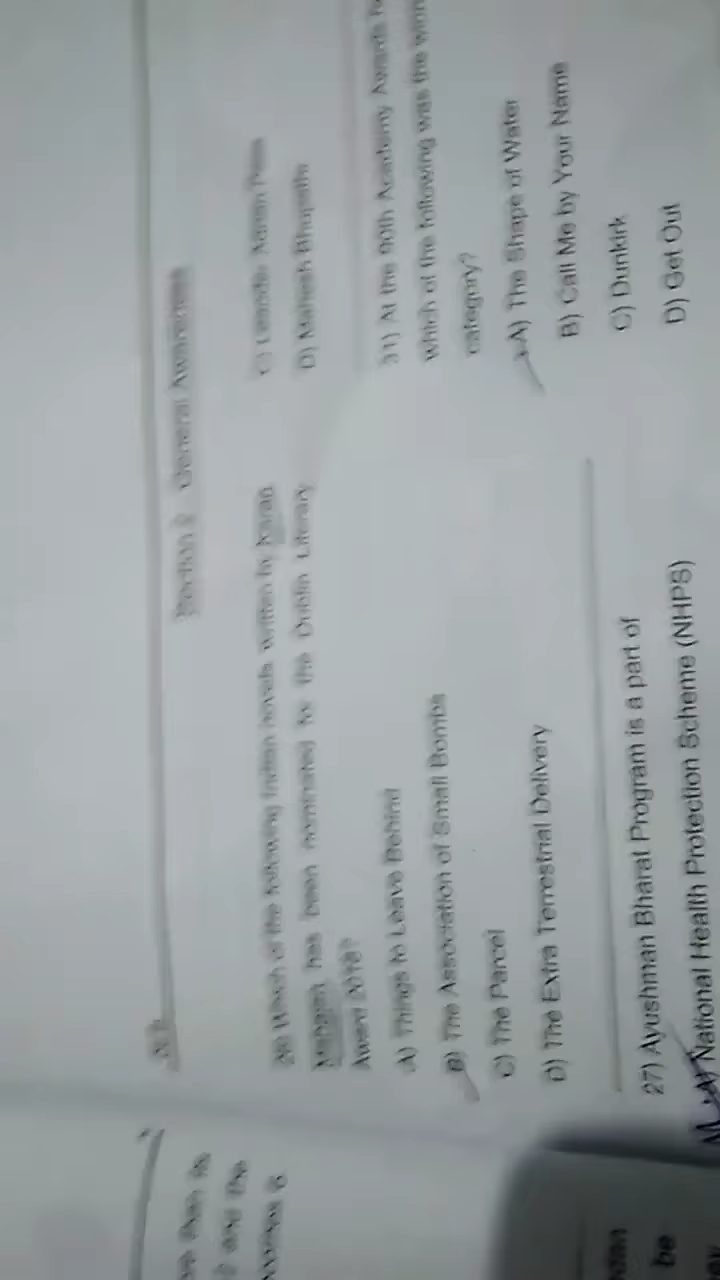 Section 2 General Awareness
26) Which of the following Indian novels written by Karan
Mahajan has been nominated for the Dublin Literary
Award 2018?
A) Things to Leave Behind
B) The Association of Small Bombs
C) The Parcel
D) The Extra Terrestrial Delivery
27) Ayushman Bharat Program is a part of
A) National Health Protection Scheme (NHPS)
C) Leander Adrian Paes
D) Mahesh Bhupathi
31) At the 90th Academy Awards
which of the following was the
category?
A) The Shape of Water
B) Call Me by Your Name
C) Dunkirk
D) Get Out
and the
be